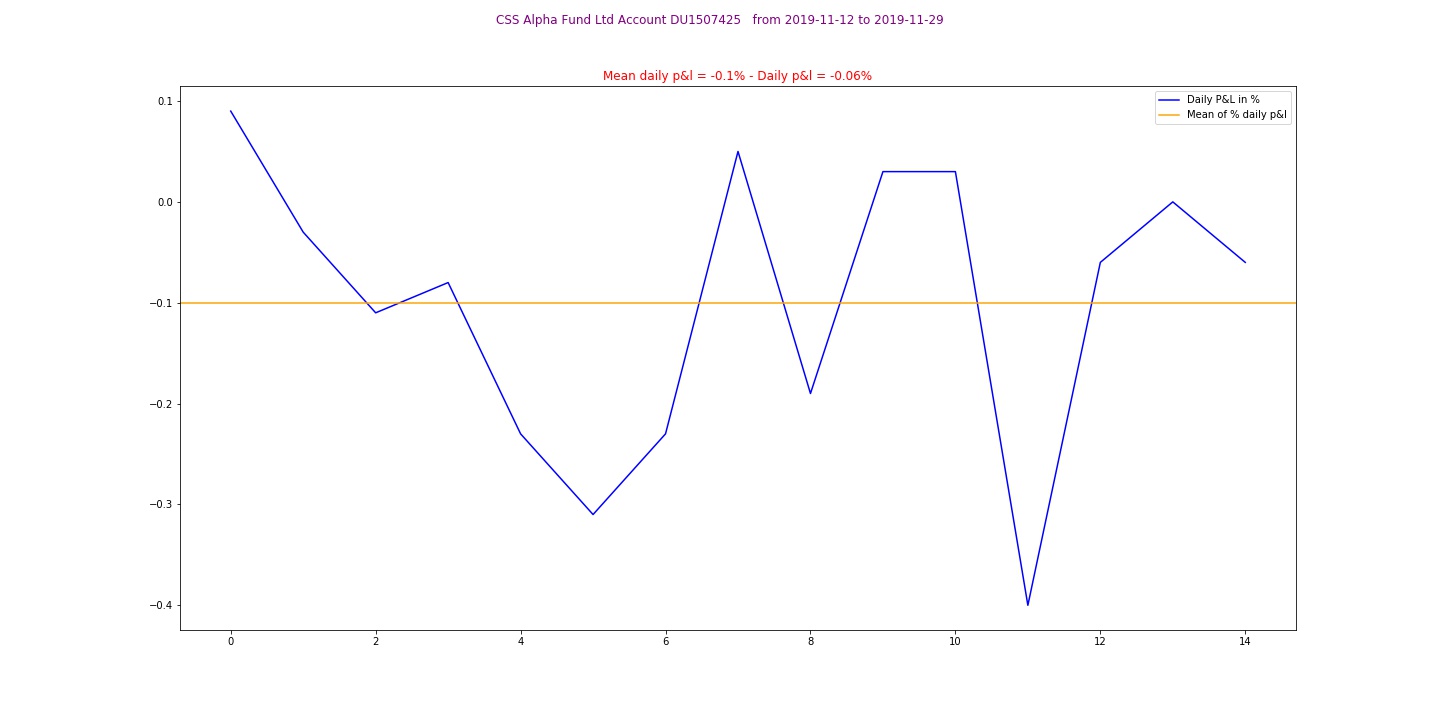 CSS Alpha Fund Ltd Account DU1507425   from 2019-11-12 to 2019-11-29
Mean daily p&l = -0.1% - Daily p&l = -0.06%
Daily P&L in %
Mean of % daily p&l
0.1
0.0
−0.1
−0.2
−0.3
−0.4
0 2 4 6 8 10 12 14